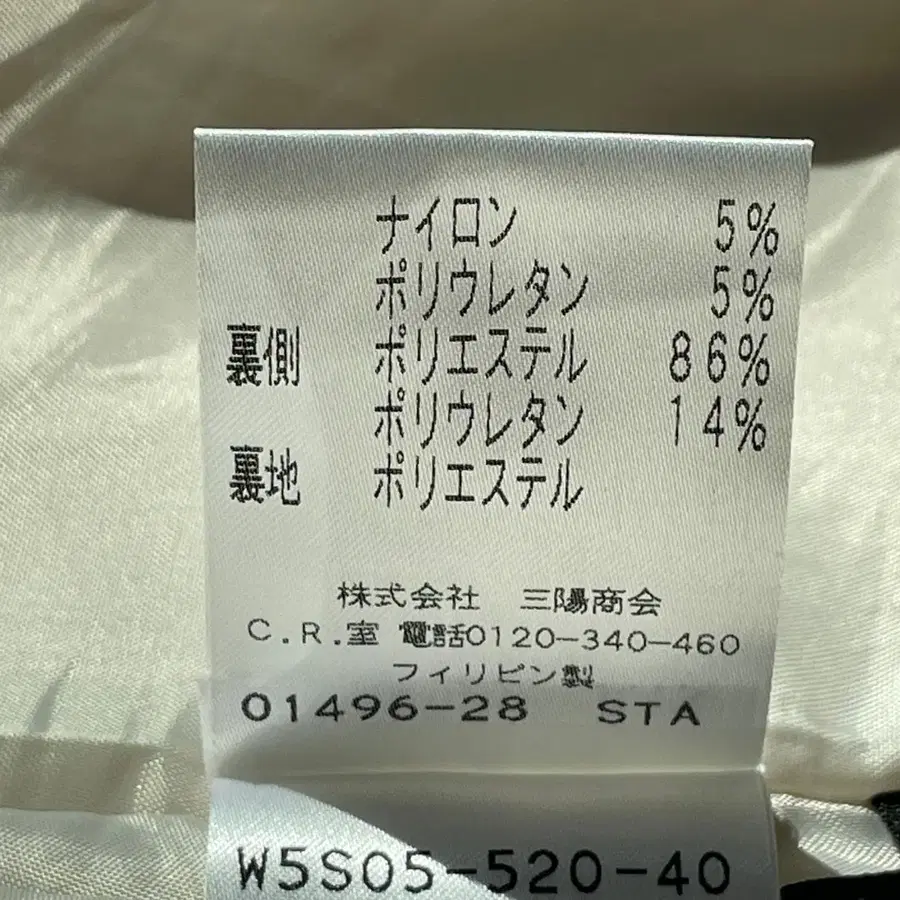 ナイロン 5%
ポリウレタン 5%
裏側 ポリエステル 86%
ポリウレタン 14%
裏地 ポリエステル
株式会社 三陽商会
C.R.室 電話0120-340-460
フィリピン製
01496-28 STA
W5S05-520-40